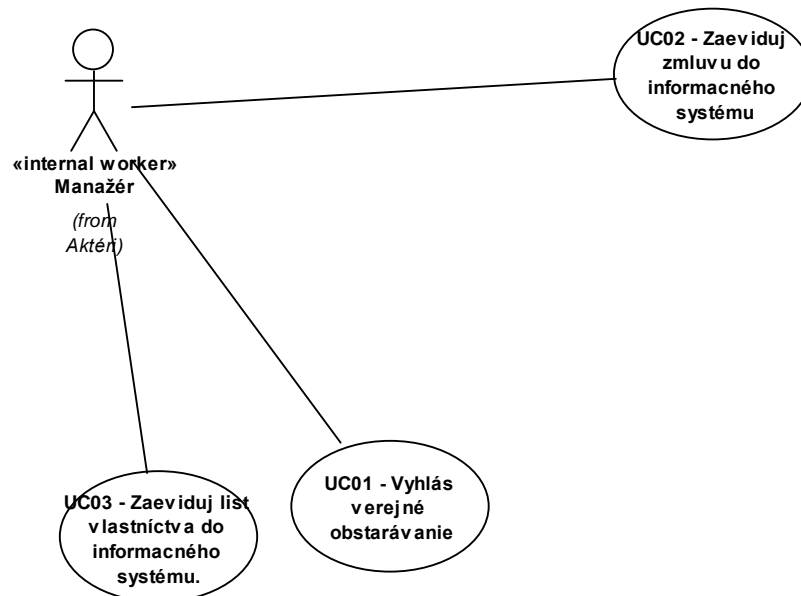 UC02 - Zaeviduj
zmluvu do
informacného
systému
«internal worker»
Manažér
(from
Aktéri)
UC03 - Zaeviduj list
vlastníctva do
informacného
systému.
UC01 - Vyhlás
verejné
obstarávanie